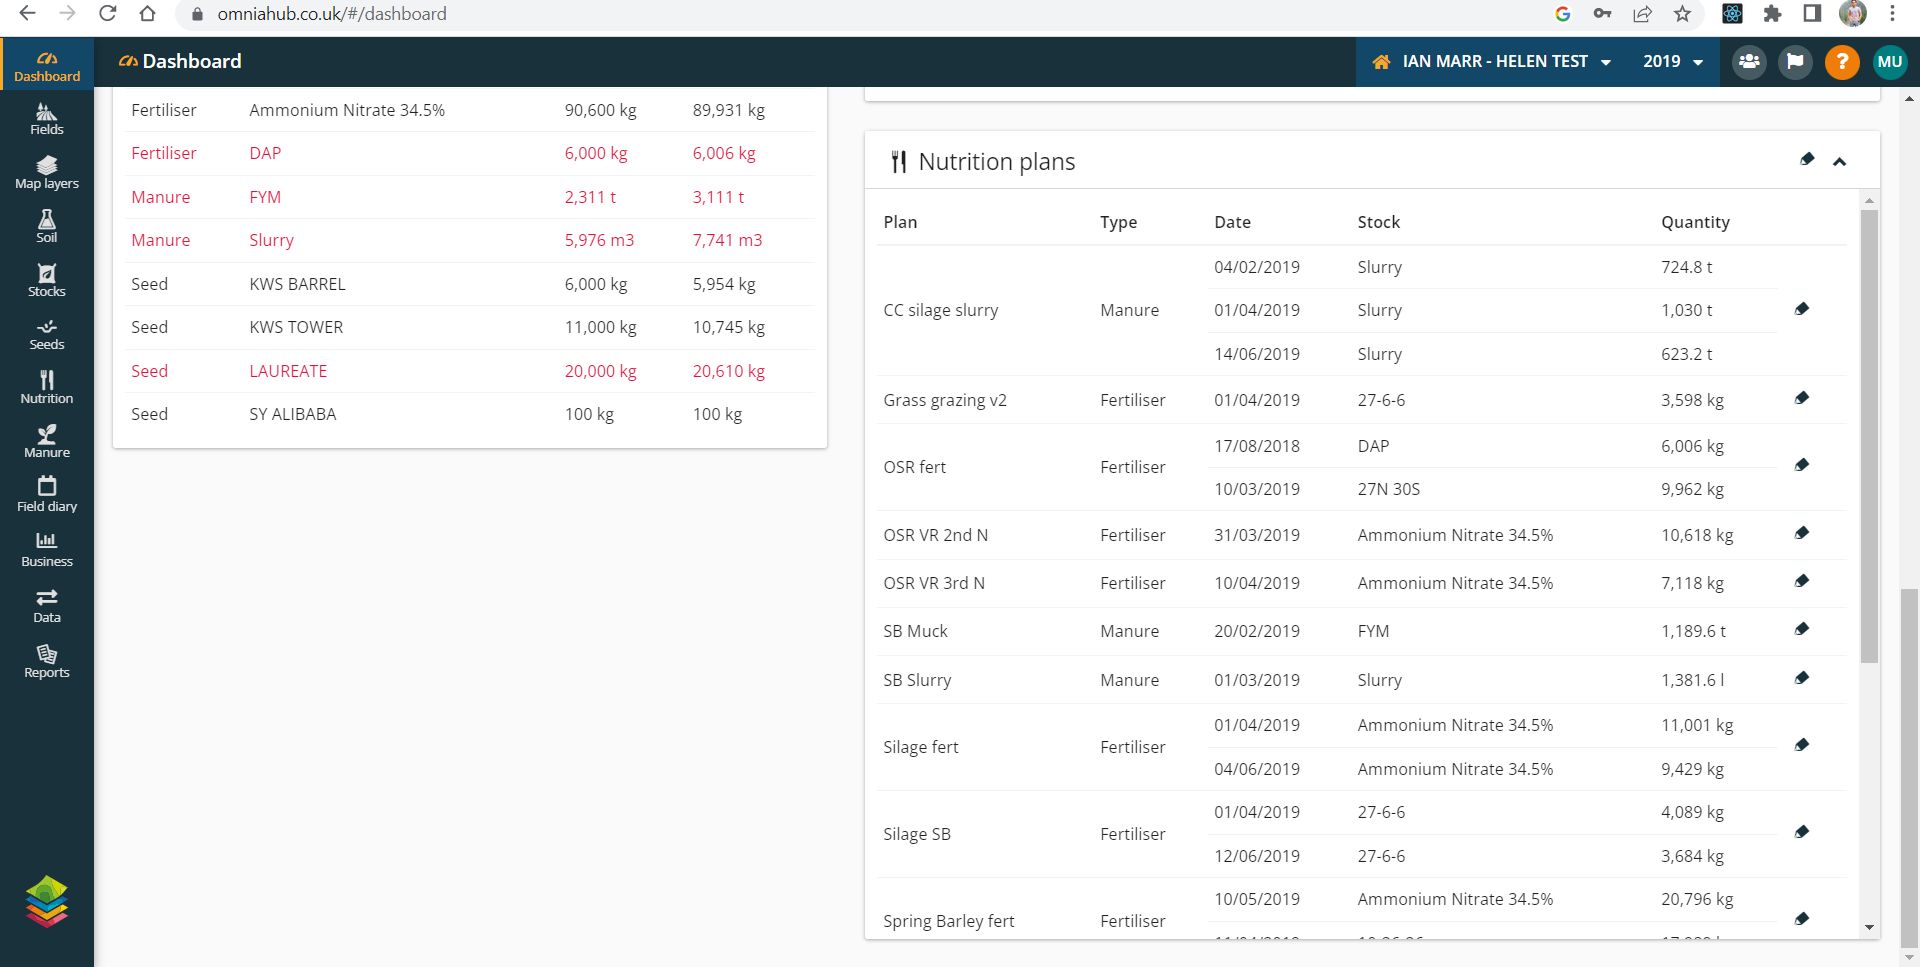 omniahub.co.uk/#/dashboard
Dashboard
Dashboard
IAN MARR - HELEN TEST
2019
?
MU
Fields
Map layers
Soil
Stocks
Seeds
Nutrition
Manure
Field diary
Business
Data
Reports
Fertiliser Ammonium Nitrate 34.5% 90,600 kg 89,931 kg
Fertiliser DAP 6,000 kg 6,006 kg
Manure FYM 2,311 t 3,111 t
Manure Slurry 5,976 m3 7,741 m3
Seed KWS BARREL 6,000 kg 5,954 kg
Seed KWS TOWER 11,000 kg 10,745 kg
Seed LAUREATE 20,000 kg 20,610 kg
Seed SY ALIBABA 100 kg 100 kg
Nutrition plans
Plan Type Date Stock Quantity
04/02/2019 Slurry 724.8 t
CC silage slurry Manure 01/04/2019 Slurry 1,030 t
14/06/2019 Slurry 623.2 t
Grass grazing v2 Fertiliser 01/04/2019 27-6-6 3,598 kg
17/08/2018 DAP 6,006 kg
OSR fert Fertiliser
10/03/2019 27N 30S 9,962 kg
OSR VR 2nd N Fertiliser 31/03/2019 Ammonium Nitrate 34.5% 10,618 kg
OSR VR 3rd N Fertiliser 10/04/2019 Ammonium Nitrate 34.5% 7,118 kg
SB Muck Manure 20/02/2019 FYM 1,189.6 t
SB Slurry Manure 01/03/2019 Slurry 1,381.6 l
01/04/2019 Ammonium Nitrate 34.5% 11,001 kg
Silage fert Fertiliser
04/06/2019 Ammonium Nitrate 34.5% 9,429 kg
01/04/2019 27-6-6 4,089 kg
Silage SB Fertiliser
12/06/2019 27-6-6 3,684 kg
10/05/2019 Ammonium Nitrate 34.5% 20,796 kg
Spring Barley fert Fertiliser